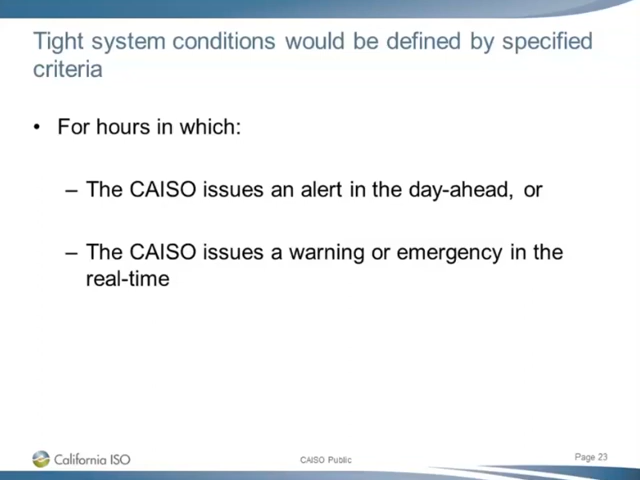 Tight system conditions would be defined by specified
criteria
• For hours in which:
– The CAISO issues an alert in the day-ahead, or
– The CAISO issues a warning or emergency in the
real-time
California ISO
CAISO Public
Page 23